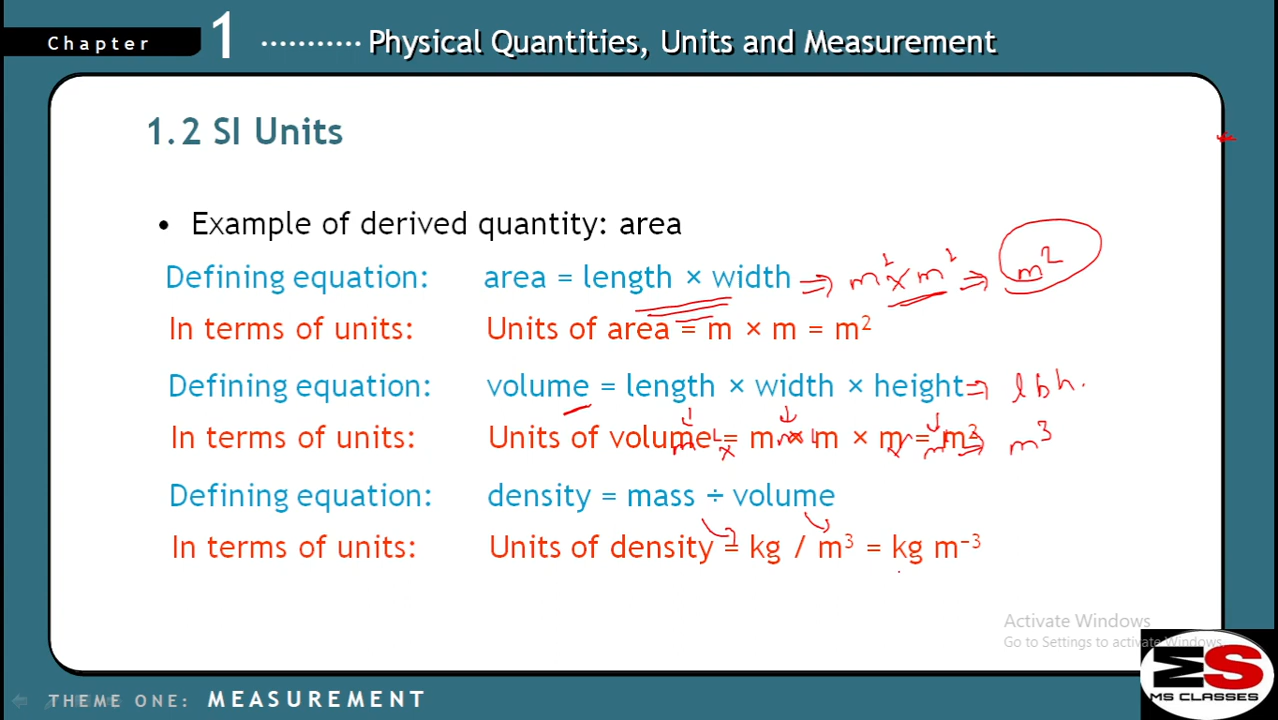 Chapter 1 ........... Physical Quantities, Units and Measurement
1.2 SI Units
• Example of derived quantity: area
Defining equation: area = length × width ⇒ m¹ × m¹ ⇒ m²
In terms of units: Units of area = m × m = m²
Defining equation: volume = length × width × height ⇒ l b h.
In terms of units: Units of volume = m × m × m = m³ ⇒ m³
Defining equation: density = mass ÷ volume
In terms of units: Units of density = kg / m³ = kg m⁻³
Activate Windows
Go to Settings to activate Windows.
MS CLASSES
THEME ONE: MEASUREMENT